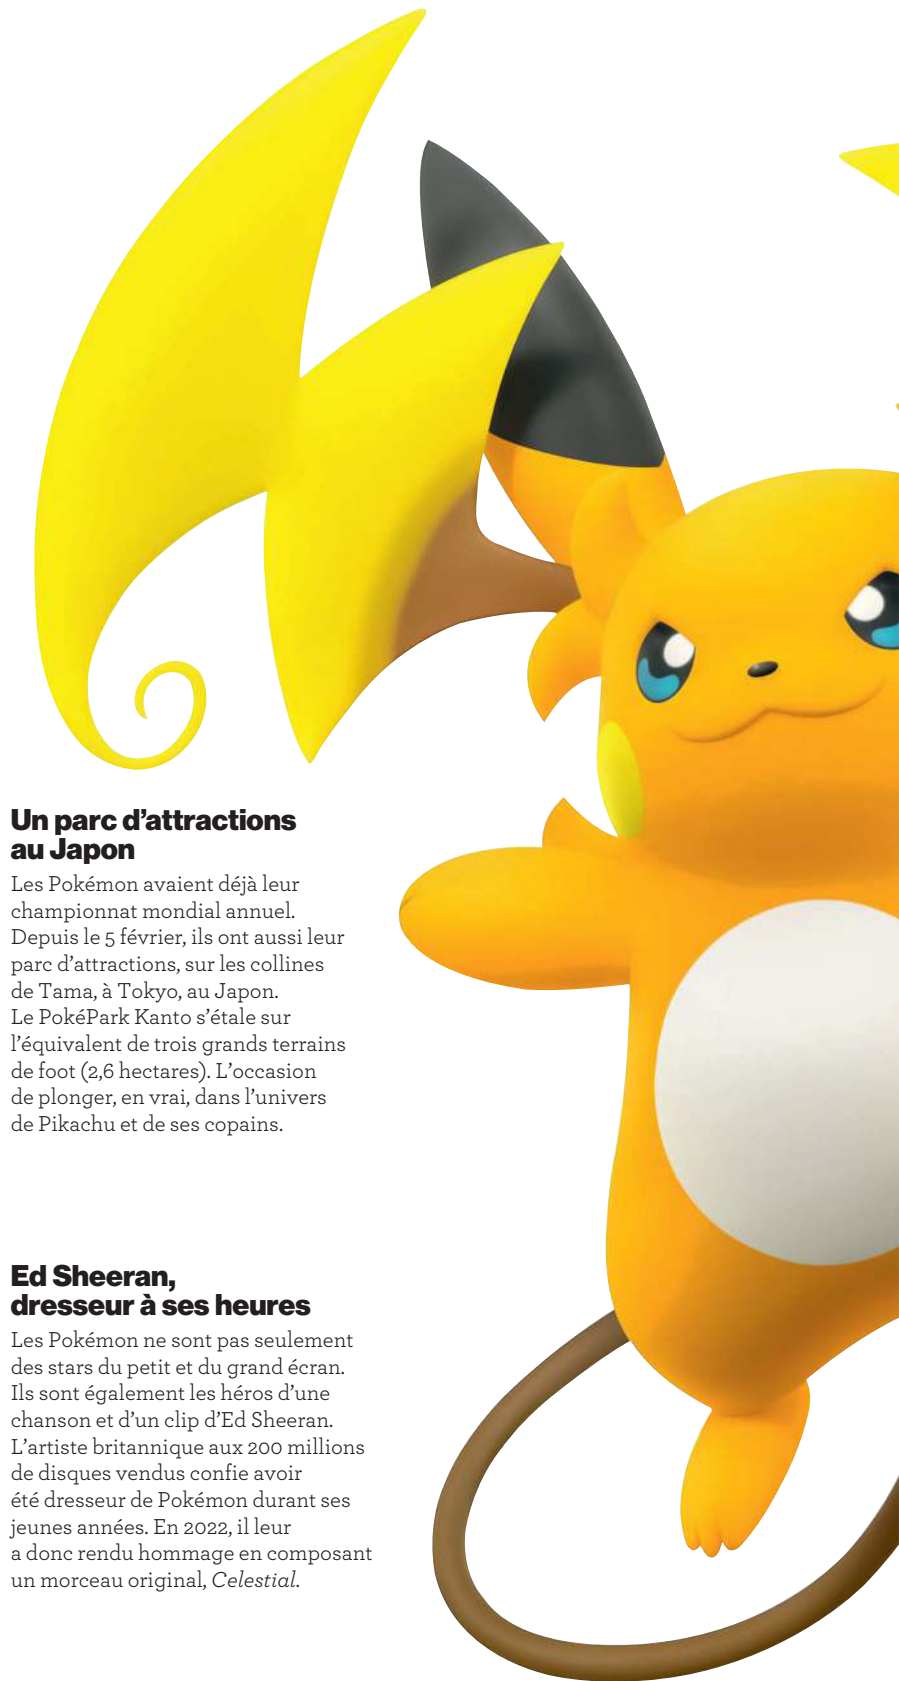 Un parc d’attractions
au Japon
Les Pokémon avaient déjà leur
championnat mondial annuel.
Depuis le 5 février, ils ont aussi leur
parc d’attractions, sur les collines
de Tama, à Tokyo, au Japon.
Le PokéPark Kanto s’étale sur
l’équivalent de trois grands terrains
de foot (2,6 hectares). L’occasion
de plonger, en vrai, dans l’univers
de Pikachu et de ses copains.
Ed Sheeran,
dresseur à ses heures
Les Pokémon ne sont pas seulement
des stars du petit et du grand écran.
Ils sont également les héros d’une
chanson et d’un clip d’Ed Sheeran.
L’artiste britannique aux 200 millions
de disques vendus confie avoir
été dresseur de Pokémon durant ses
jeunes années. En 2022, il leur
a donc rendu hommage en composant
un morceau original, Celestial.